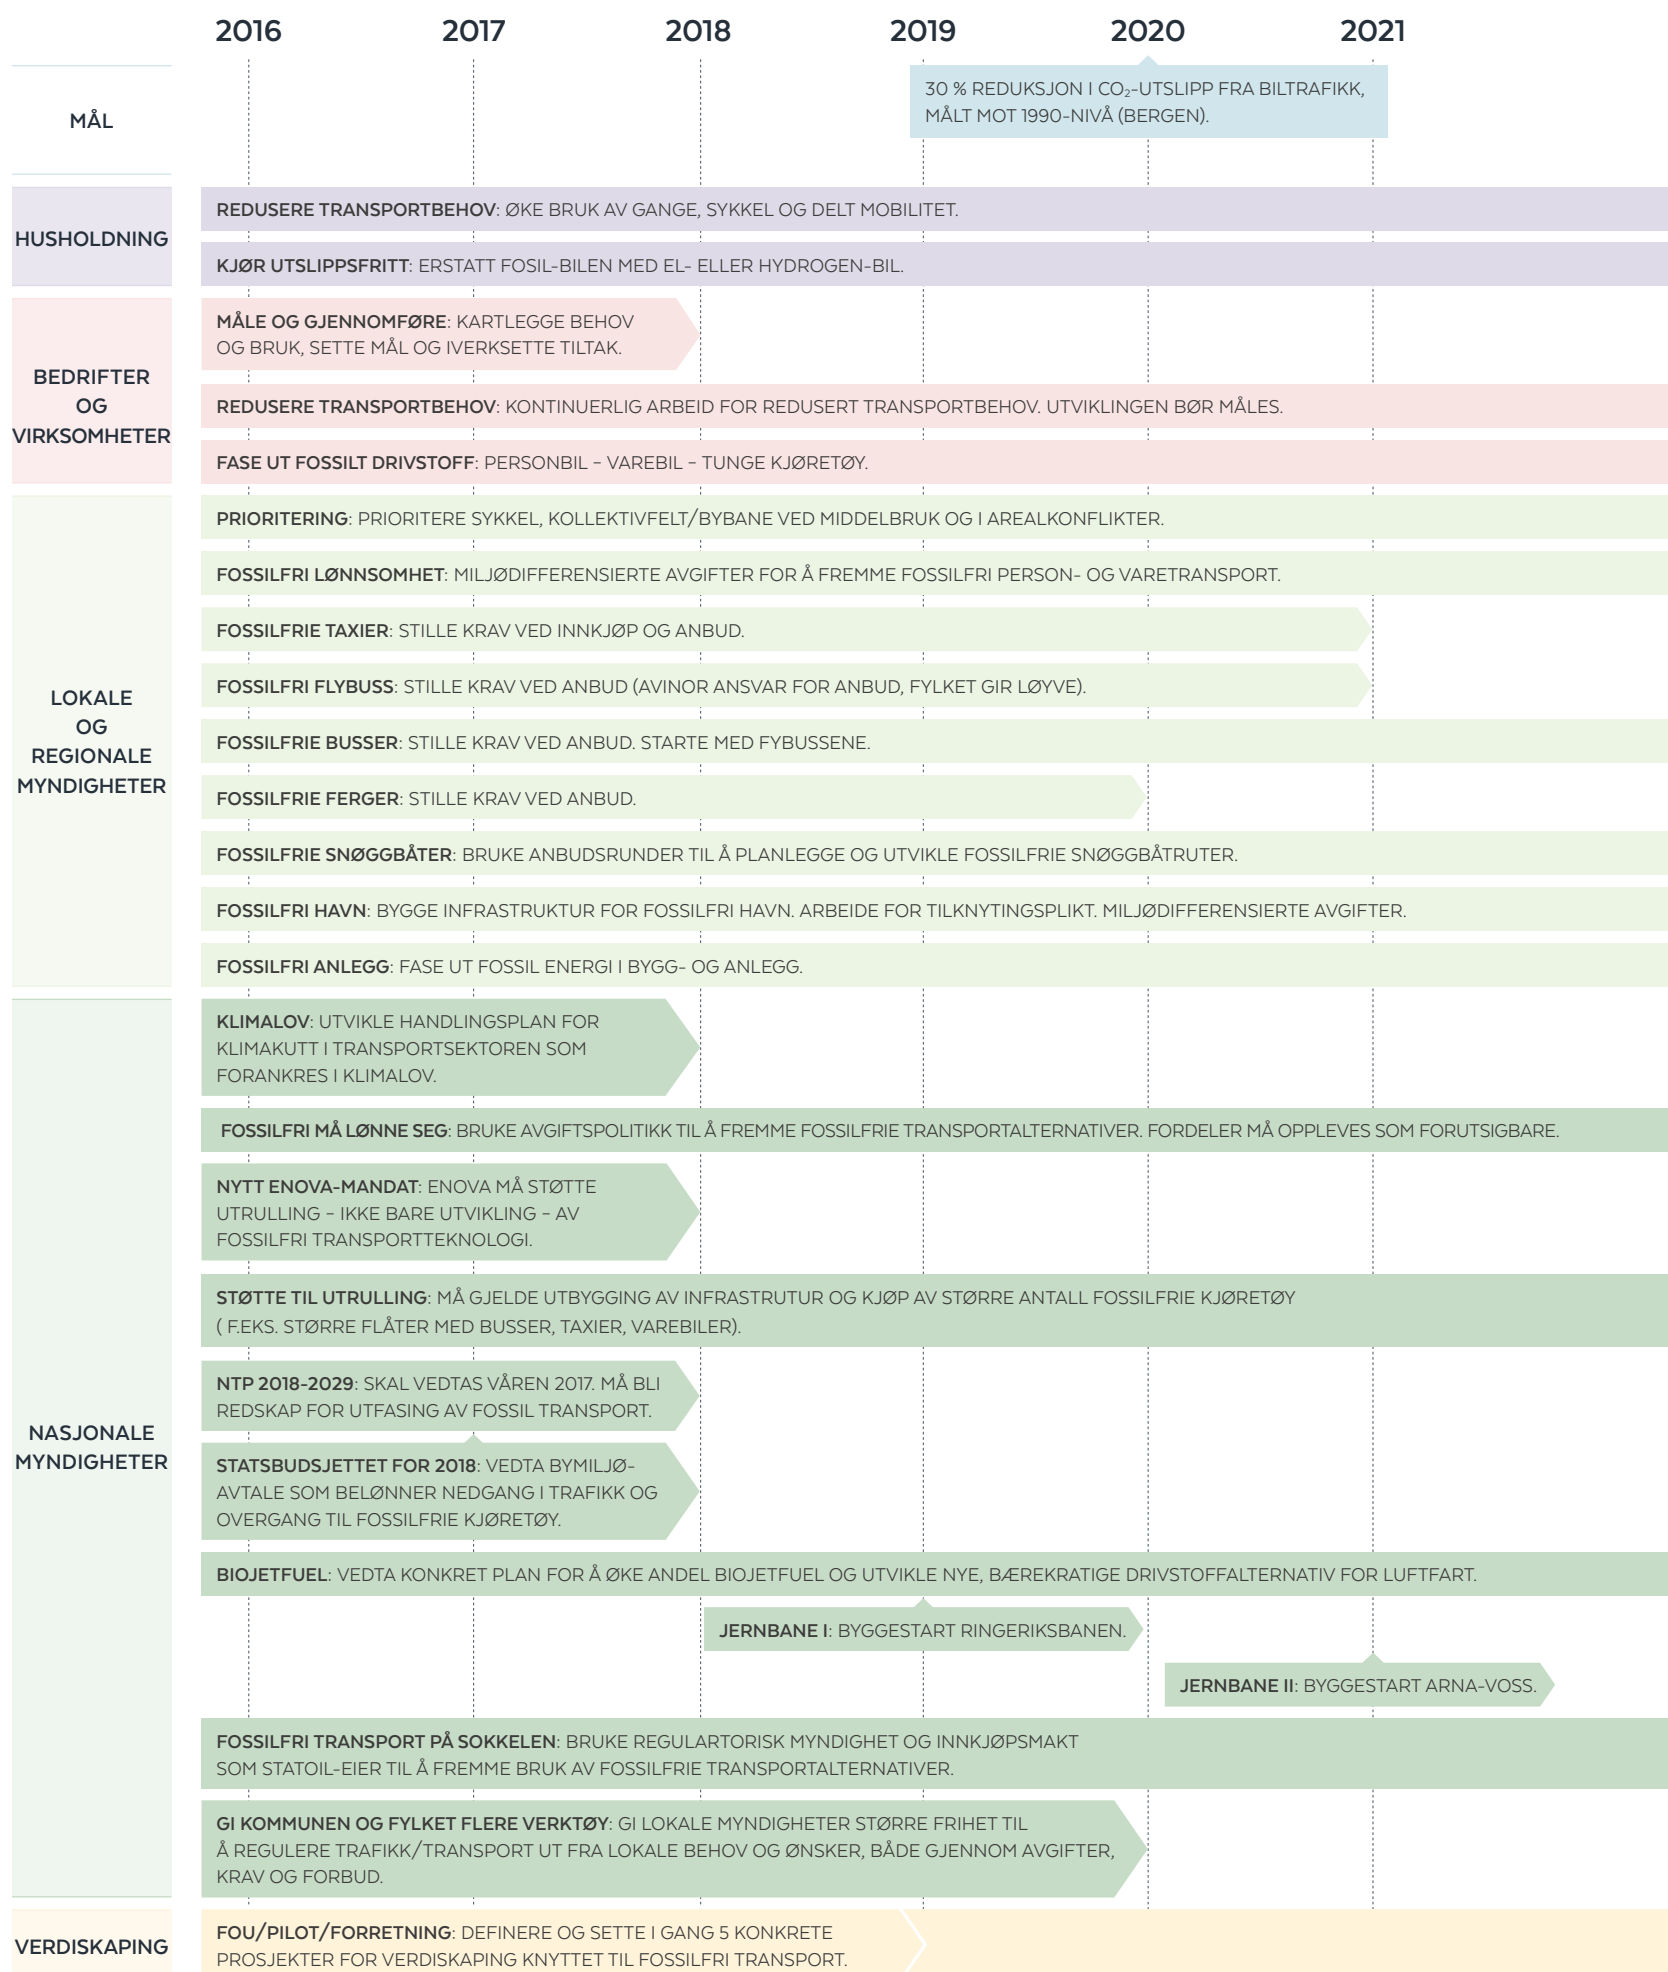 2016 2017 2018 2019 2020 2021
MÅL
30 % REDUKSJON I CO₂-UTSLIPP FRA BILTRAFIKK,
MÅLT MOT 1990-NIVÅ (BERGEN).
HUSHOLDNING
REDUSERE TRANSPORTBEHOV: ØKE BRUK AV GANGE, SYKKEL OG DELT MOBILITET.
KJØR UTSLIPPSFRITT: ERSTATT FOSIL-BILEN MED EL- ELLER HYDROGEN-BIL.
BEDRIFTER
OG
VIRKSOMHETER
MÅLE OG GJENNOMFØRE: KARTLEGGE BEHOV
OG BRUK, SETTE MÅL OG IVERKSETTE TILTAK.
REDUSERE TRANSPORTBEHOV: KONTINUERLIG ARBEID FOR REDUSERT TRANSPORTBEHOV. UTVIKLINGEN BØR MÅLES.
FASE UT FOSSILT DRIVSTOFF: PERSONBIL – VAREBIL – TUNGE KJØRETØY.
LOKALE
OG
REGIONALE
MYNDIGHETER
PRIORITERING: PRIORITERE SYKKEL, KOLLEKTIVFELT/BYBANE VED MIDDELBRUK OG I AREALKONFLIKTER.
FOSSILFRI LØNNSOMHET: MILJØDIFFERENSIERTE AVGIFTER FOR Å FREMME FOSSILFRI PERSON- OG VARETRANSPORT.
FOSSILFRIE TAXIER: STILLE KRAV VED INNKJØP OG ANBUD.
FOSSILFRI FLYBUSS: STILLE KRAV VED ANBUD (AVINOR ANSVAR FOR ANBUD, FYLKET GIR LØYVE).
FOSSILFRIE BUSSER: STILLE KRAV VED ANBUD. STARTE MED FYBUSSENE.
FOSSILFRIE FERGER: STILLE KRAV VED ANBUD.
FOSSILFRIE SNØGGBÅTER: BRUKE ANBUDSRUNDER TIL Å PLANLEGGE OG UTVIKLE FOSSILFRIE SNØGGBÅTRUTER.
FOSSILFRI HAVN: BYGGE INFRASTRUKTUR FOR FOSSILFRI HAVN. ARBEIDE FOR TILKNYTINGSPLIKT. MILJØDIFFERENSIERTE AVGIFTER.
FOSSILFRI ANLEGG: FASE UT FOSSIL ENERGI I BYGG- OG ANLEGG.
NASJONALE
MYNDIGHETER
KLIMALOV: UTVIKLE HANDLINGSPLAN FOR
KLIMAKUTT I TRANSPORTSEKTOREN SOM
FORANKRES I KLIMALOV.
FOSSILFRI MÅ LØNNE SEG: BRUKE AVGIFTSPOLITIKK TIL Å FREMME FOSSILFRIE TRANSPORTALTERNATIVER. FORDELER MÅ OPPLEVES SOM FORUTSIGBARE.
NYTT ENOVA-MANDAT: ENOVA MÅ STØTTE
UTRULLING – IKKE BARE UTVIKLING – AV
FOSSILFRI TRANSPORTTEKNOLOGI.
STØTTE TIL UTRULLING: MÅ GJELDE UTBYGGING AV INFRASTRUTUR OG KJØP AV STØRRE ANTALL FOSSILFRIE KJØRETØY
( F.EKS. STØRRE FLÅTER MED BUSSER, TAXIER, VAREBILER).
NTP 2018-2029: SKAL VEDTAS VÅREN 2017. MÅ BLI
REDSKAP FOR UTFASING AV FOSSIL TRANSPORT.
STATSBUDSJETTET FOR 2018: VEDTA BYMILJØ-
AVTALE SOM BELØNNER NEDGANG I TRAFIKK OG
OVERGANG TIL FOSSILFRIE KJØRETØY.
BIOJETFUEL: VEDTA KONKRET PLAN FOR Å ØKE ANDEL BIOJETFUEL OG UTVIKLE NYE, BÆREKRATIGE DRIVSTOFFALTERNATIV FOR LUFTFART.
JERNBANE I: BYGGESTART RINGERIKSBANEN.
JERNBANE II: BYGGESTART ARNA-VOSS.
FOSSILFRI TRANSPORT PÅ SOKKELEN: BRUKE REGULARTORISK MYNDIGHET OG INNKJØPSMAKT
SOM STATOIL-EIER TIL Å FREMME BRUK AV FOSSILFRIE TRANSPORTALTERNATIVER.
GI KOMMUNEN OG FYLKET FLERE VERKTØY: GI LOKALE MYNDIGHETER STØRRE FRIHET TIL
Å REGULERE TRAFIKK/TRANSPORT UT FRA LOKALE BEHOV OG ØNSKER, BÅDE GJENNOM AVGIFTER,
KRAV OG FORBUD.
VERDISKAPING
FOU/PILOT/FORRETNING: DEFINERE OG SETTE I GANG 5 KONKRETE
PROSJEKTER FOR VERDISKAPING KNYTTET TIL FOSSILFRI TRANSPORT.